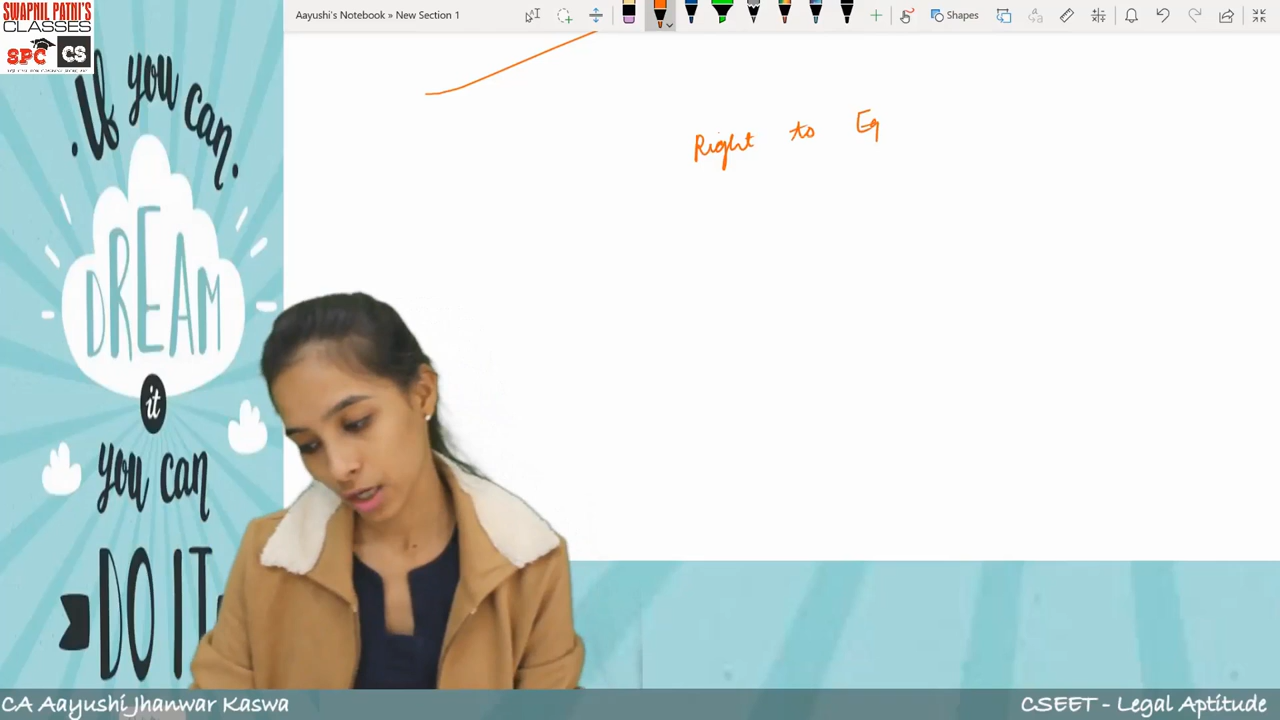 SWAPNIL PATNI'S
CLASSES
SPC CS
Aayushi's Notebook » New Section 1
Shapes
If you can
DREAM
it
you can
DO IT
Right to Eq
CA Aayushi Jhanwar Kaswa
CSEET - Legal Aptitude